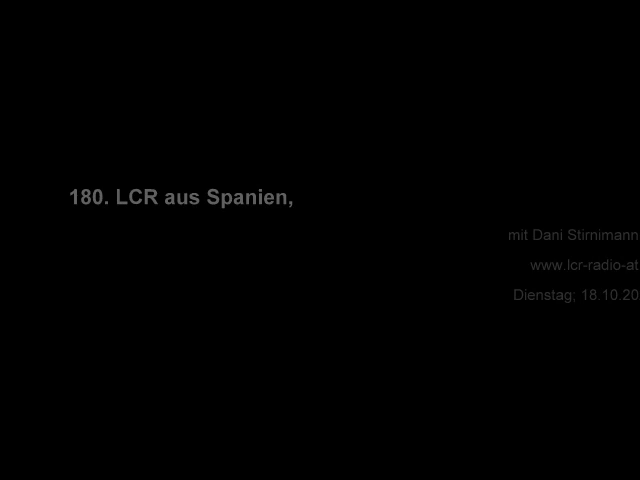 180. LCR aus Spanien,
mit Dani Stirnimann
www.lcr-radio-at
Dienstag; 18.10.20